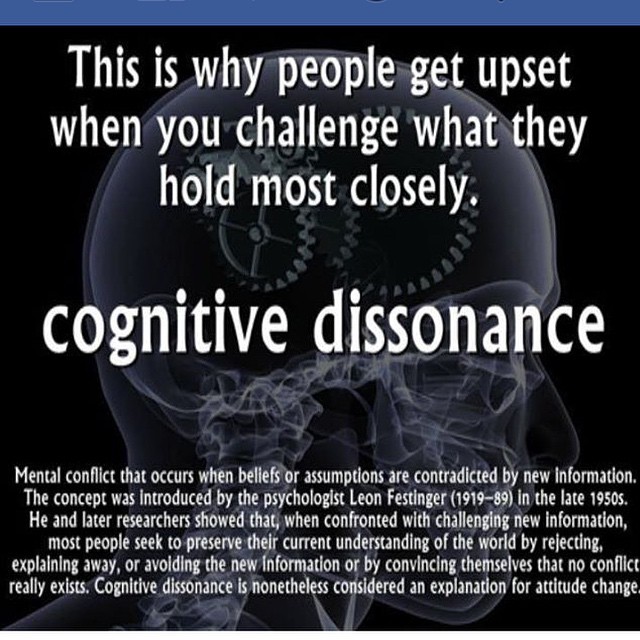 This is why people get upset
when you challenge what they
hold most closely.
cognitive dissonance
Mental conflict that occurs when beliefs or assumptions are contradicted by new information.
The concept was introduced by the psychologist Leon Festinger (1919–89) in the late 1950s.
He and later researchers showed that, when confronted with challenging new information,
most people seek to preserve their current understanding of the world by rejecting,
explaining away, or avoiding the new information or by convincing themselves that no conflict
really exists. Cognitive dissonance is nonetheless considered an explanation for attitude change.